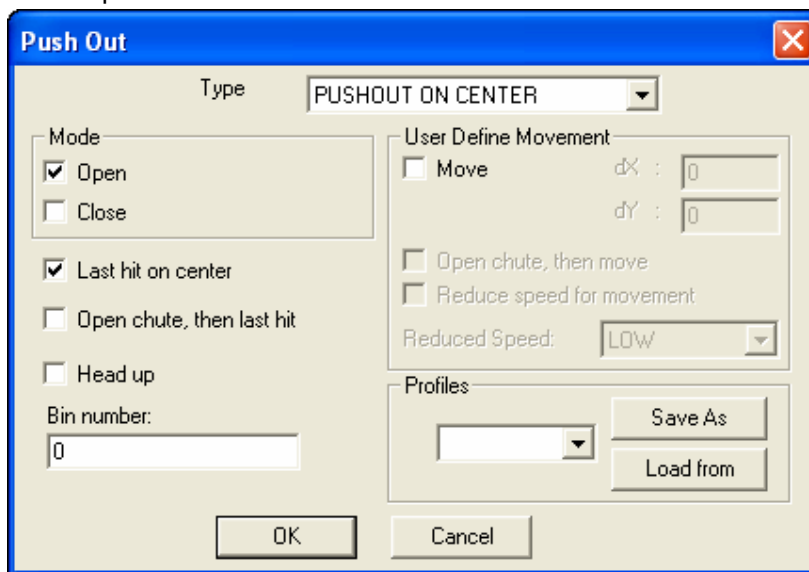 Push Out
Type PUSHOUT ON CENTER
Mode
Open
Close
Last hit on center
Open chute, then last hit
Head up
Bin number:
0
User Define Movement
Move dX : 0
dY : 0
Open chute, then move
Reduce speed for movement
Reduced Speed: LOW
Profiles
Save As
Load from
OK Cancel